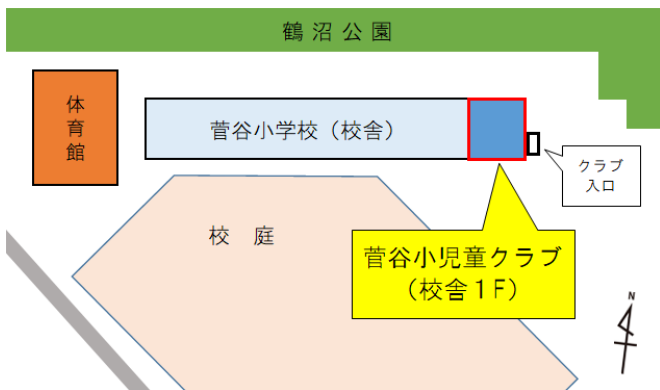 鶴沼公園
体
育
館
菅谷小学校（校舎）
クラブ
入口
校 庭
菅谷小児童クラブ
（校舎１F）
N